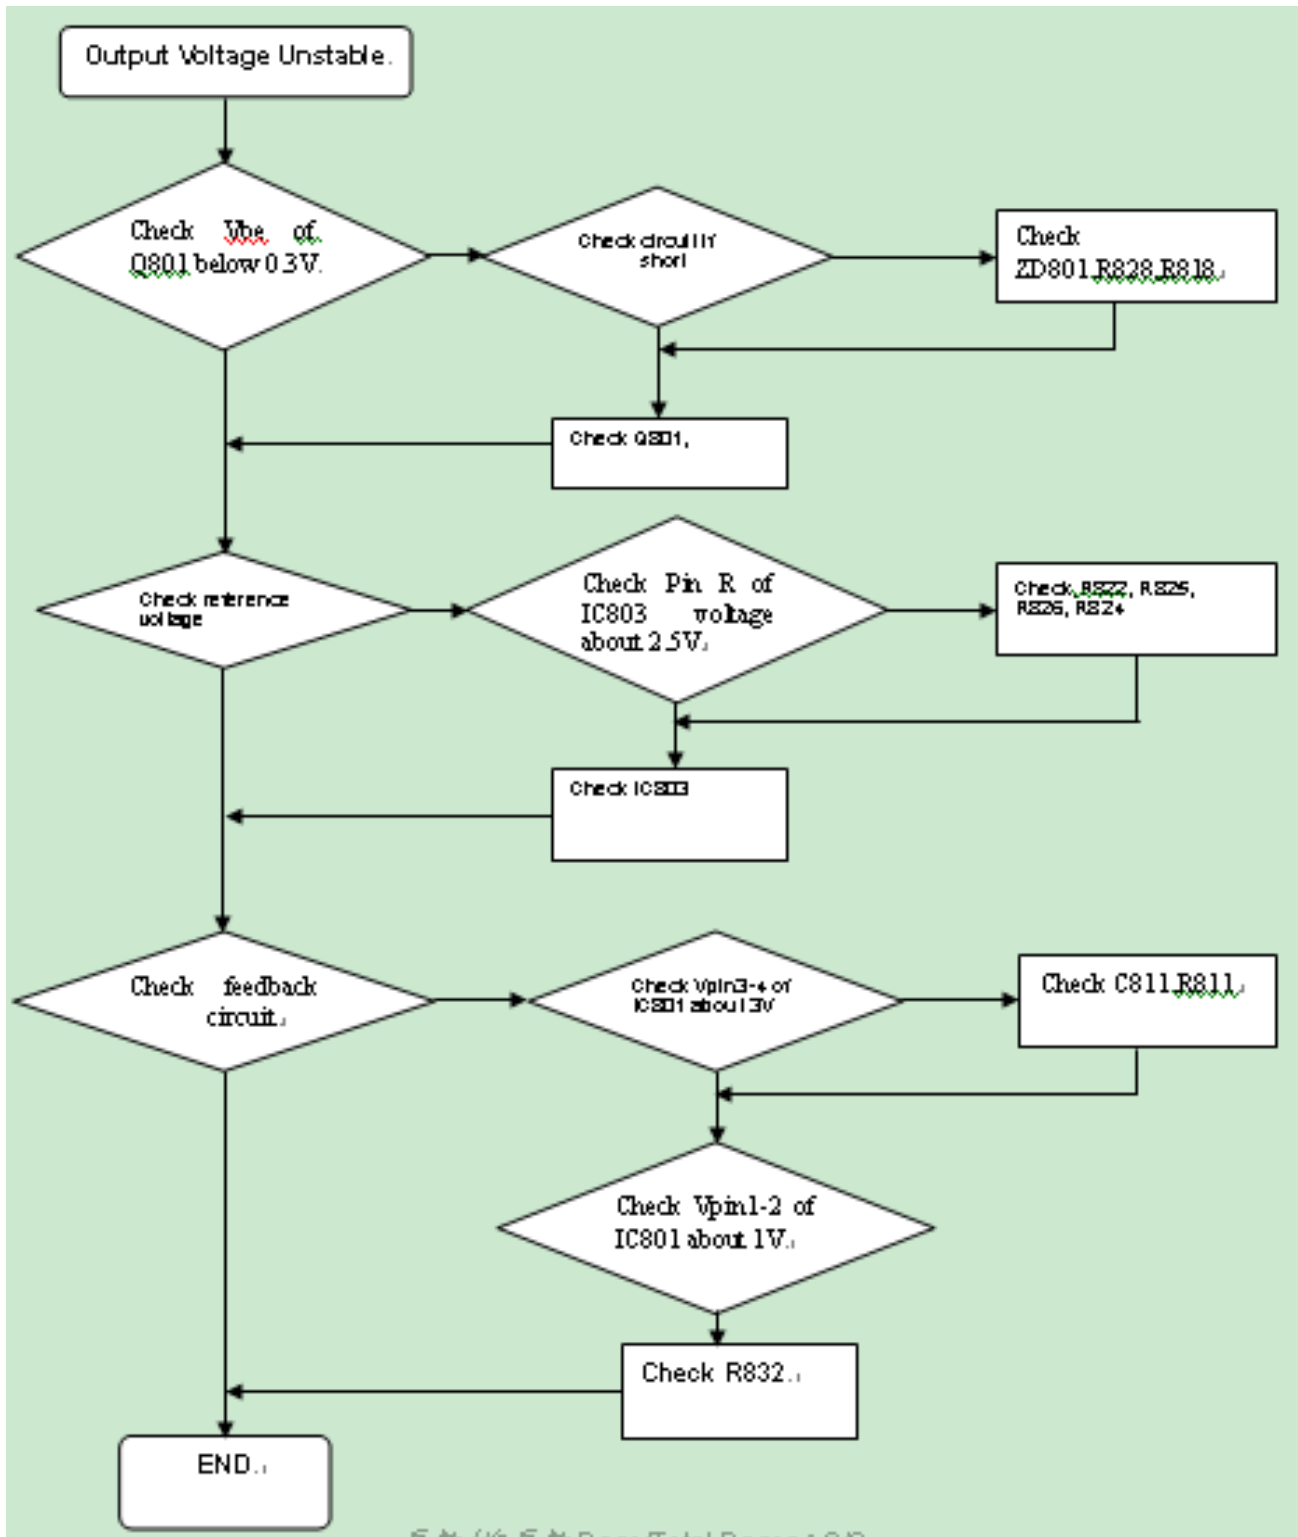 Output Voltage Unstable.
Check Vbe of
Q801 below 0.3V.
Check circuit if
short
Check
ZD801,R828,R818
Check Q801,
Check reference
voltage
Check Pin R of
IC803 voltage
about 2.5V
Check R822, R825,
R826, R824
Check IC803
Check feedback
circuit.
Check Vpin3-4 of
IC801 about 3V
Check C811,R811
Check Vpin1-2 of
IC801 about 1V.
Check R832.
END.